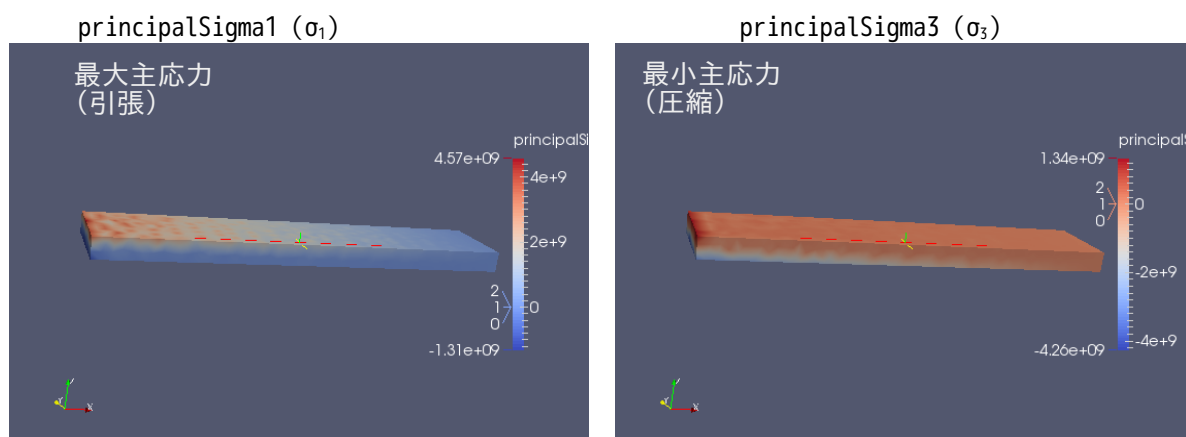 principalSigma1 (σ₁)
最大主応力
(引張)
principalSi
4.57e+09
4e+9
2e+9
0
-1.31e+09
2
1
0
Y
X
principalSigma3 (σ₃)
最小主応力
(圧縮)
principalS
1.34e+09
0
-2e+9
-4e+9
-4.26e+09
2
1
0
Y
X